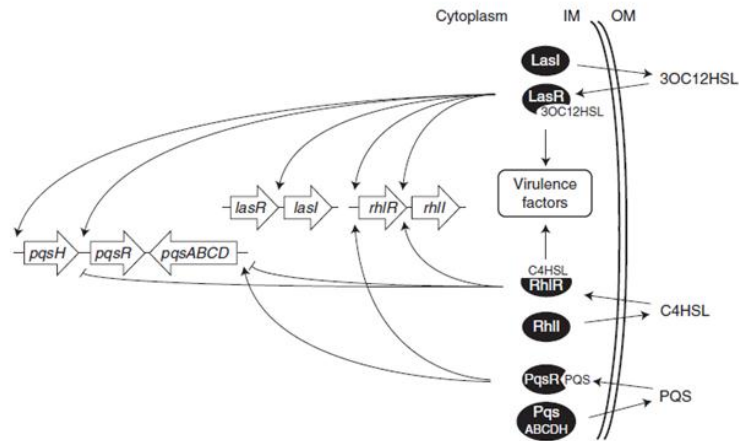 Cytoplasm IM OM
LasI
3OC12HSL
LasR
3OC12HSL
Virulence
factors
lasR lasI rhlR rhlI
pqsH pqsR pqsABCD
C4HSL
RhlR
C4HSL
RhlI
PqsR PQS
PQS
Pqs
ABCDH